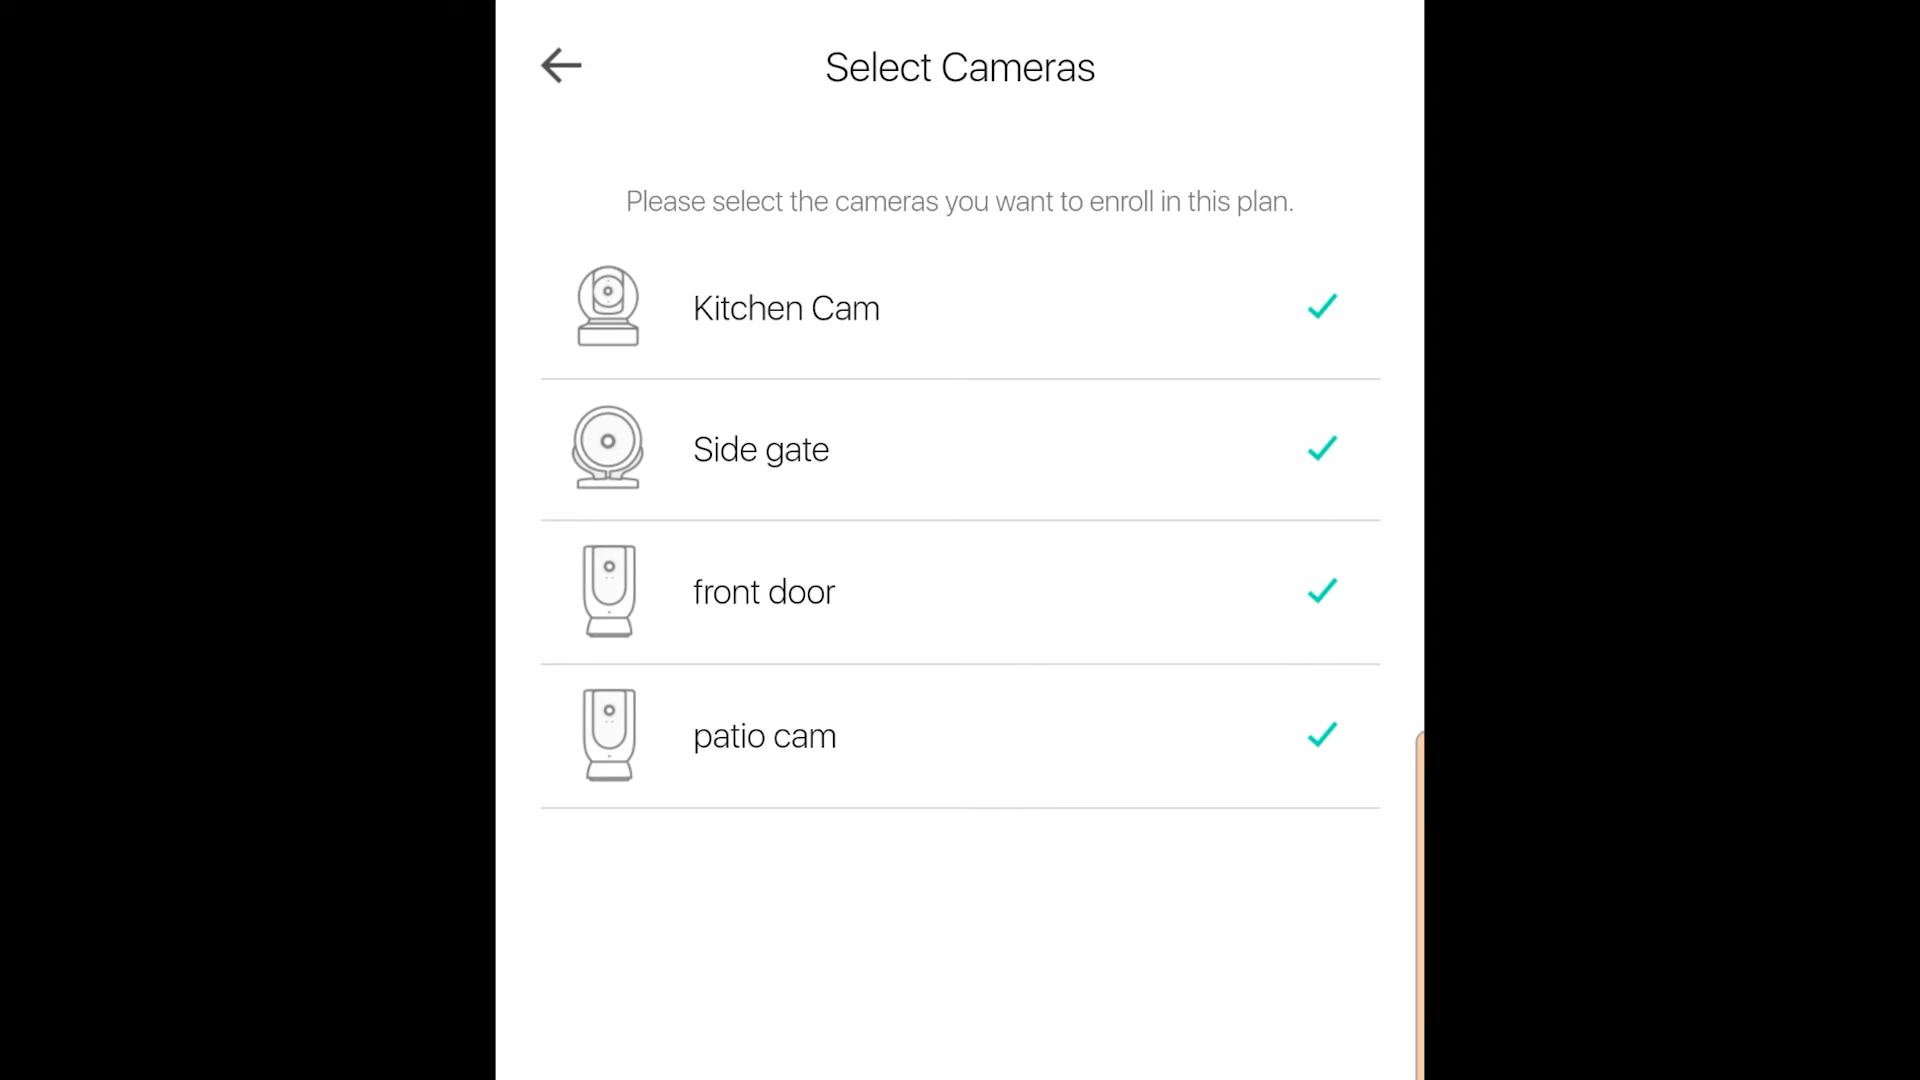 Select Cameras
Please select the cameras you want to enroll in this plan.
Kitchen Cam
Side gate
front door
patio cam